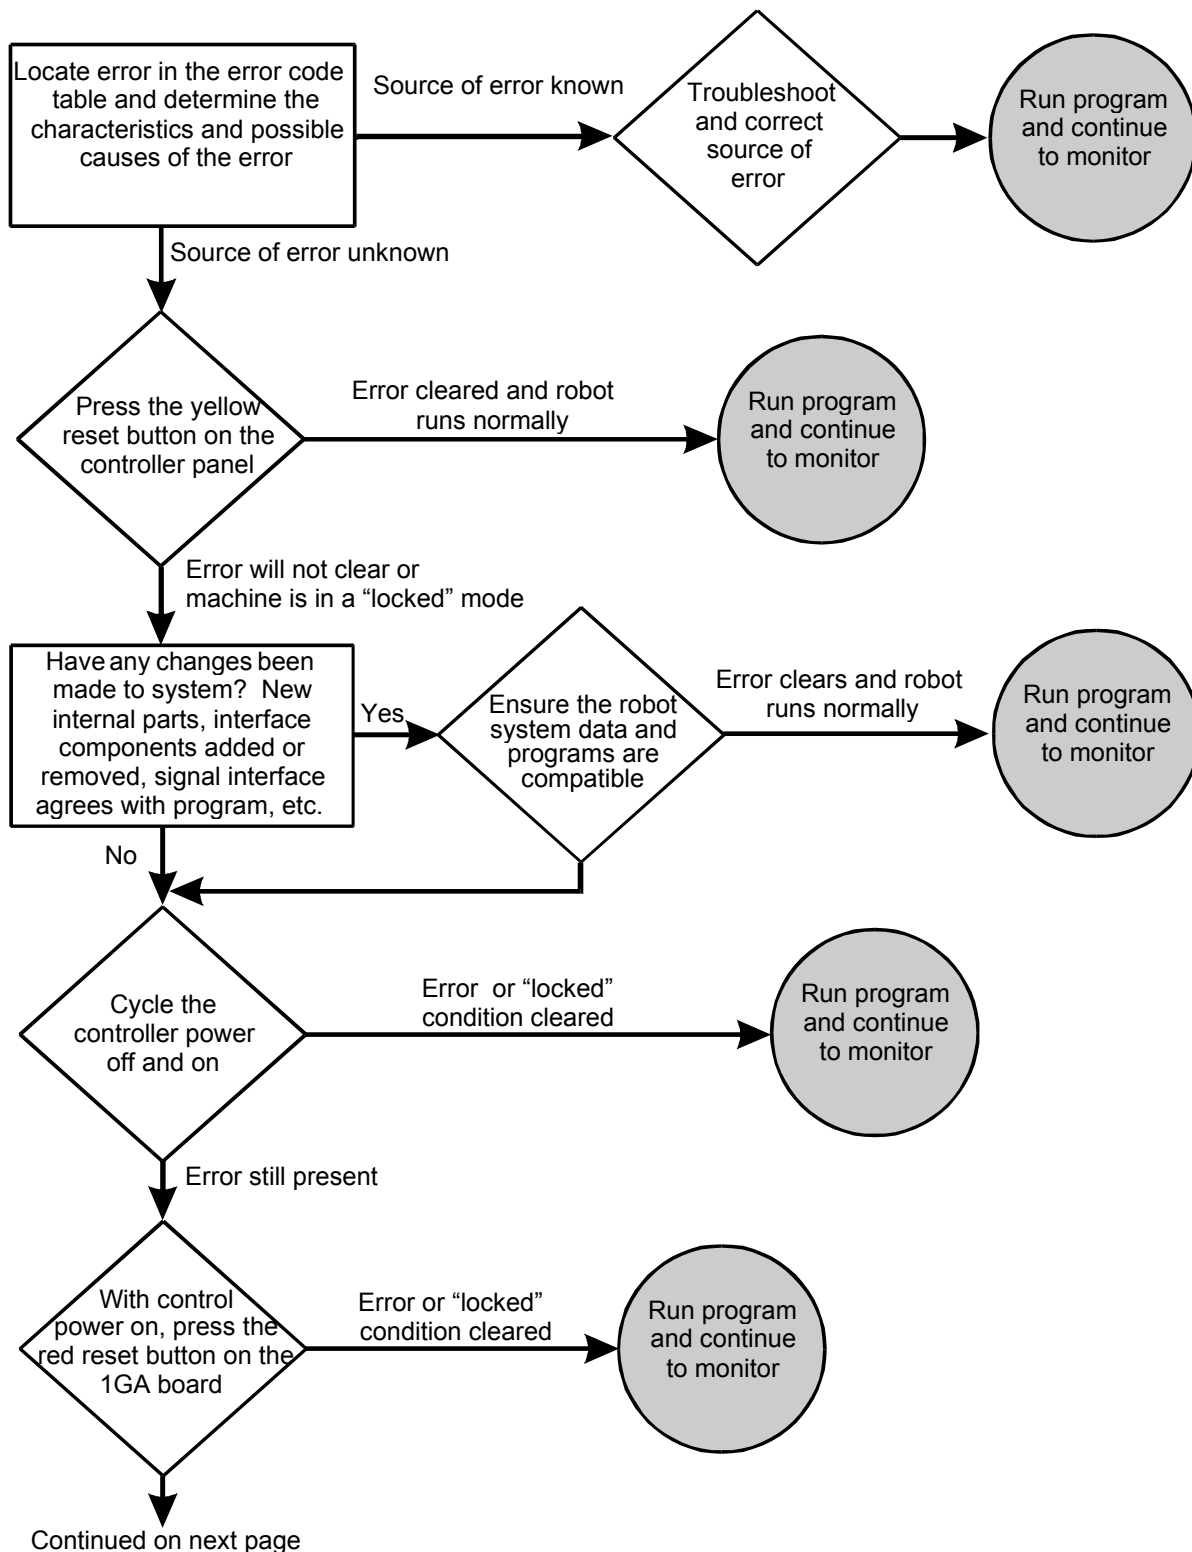 Locate error in the error code
table and determine the
characteristics and possible
causes of the error
Source of error known
Troubleshoot
and correct
source of
error
Run program
and continue
to monitor
Source of error unknown
Press the yellow
reset button on the
controller panel
Error cleared and robot
runs normally
Run program
and continue
to monitor
Error will not clear or
machine is in a “locked” mode
Have any changes been
made to system? New
internal parts, interface
components added or
removed, signal interface
agrees with program, etc.
Yes
Ensure the robot
system data and
programs are
compatible
Error clears and robot
runs normally
Run program
and continue
to monitor
No
Cycle the
controller power
off and on
Error or “locked”
condition cleared
Run program
and continue
to monitor
Error still present
With control
power on, press the
red reset button on the
1GA board
Error or “locked”
condition cleared
Run program
and continue
to monitor
Continued on next page